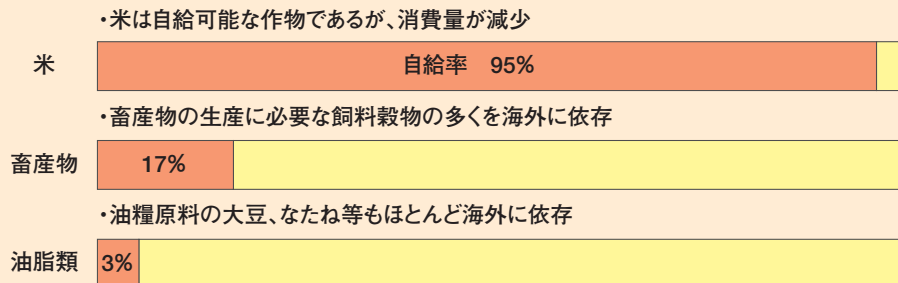 ・米は自給可能な作物であるが、消費量が減少
米 自給率 95%
・畜産物の生産に必要な飼料穀物の多くを海外に依存
畜産物 17%
・油糧原料の大豆、なたね等もほとんど海外に依存
油脂類 3%